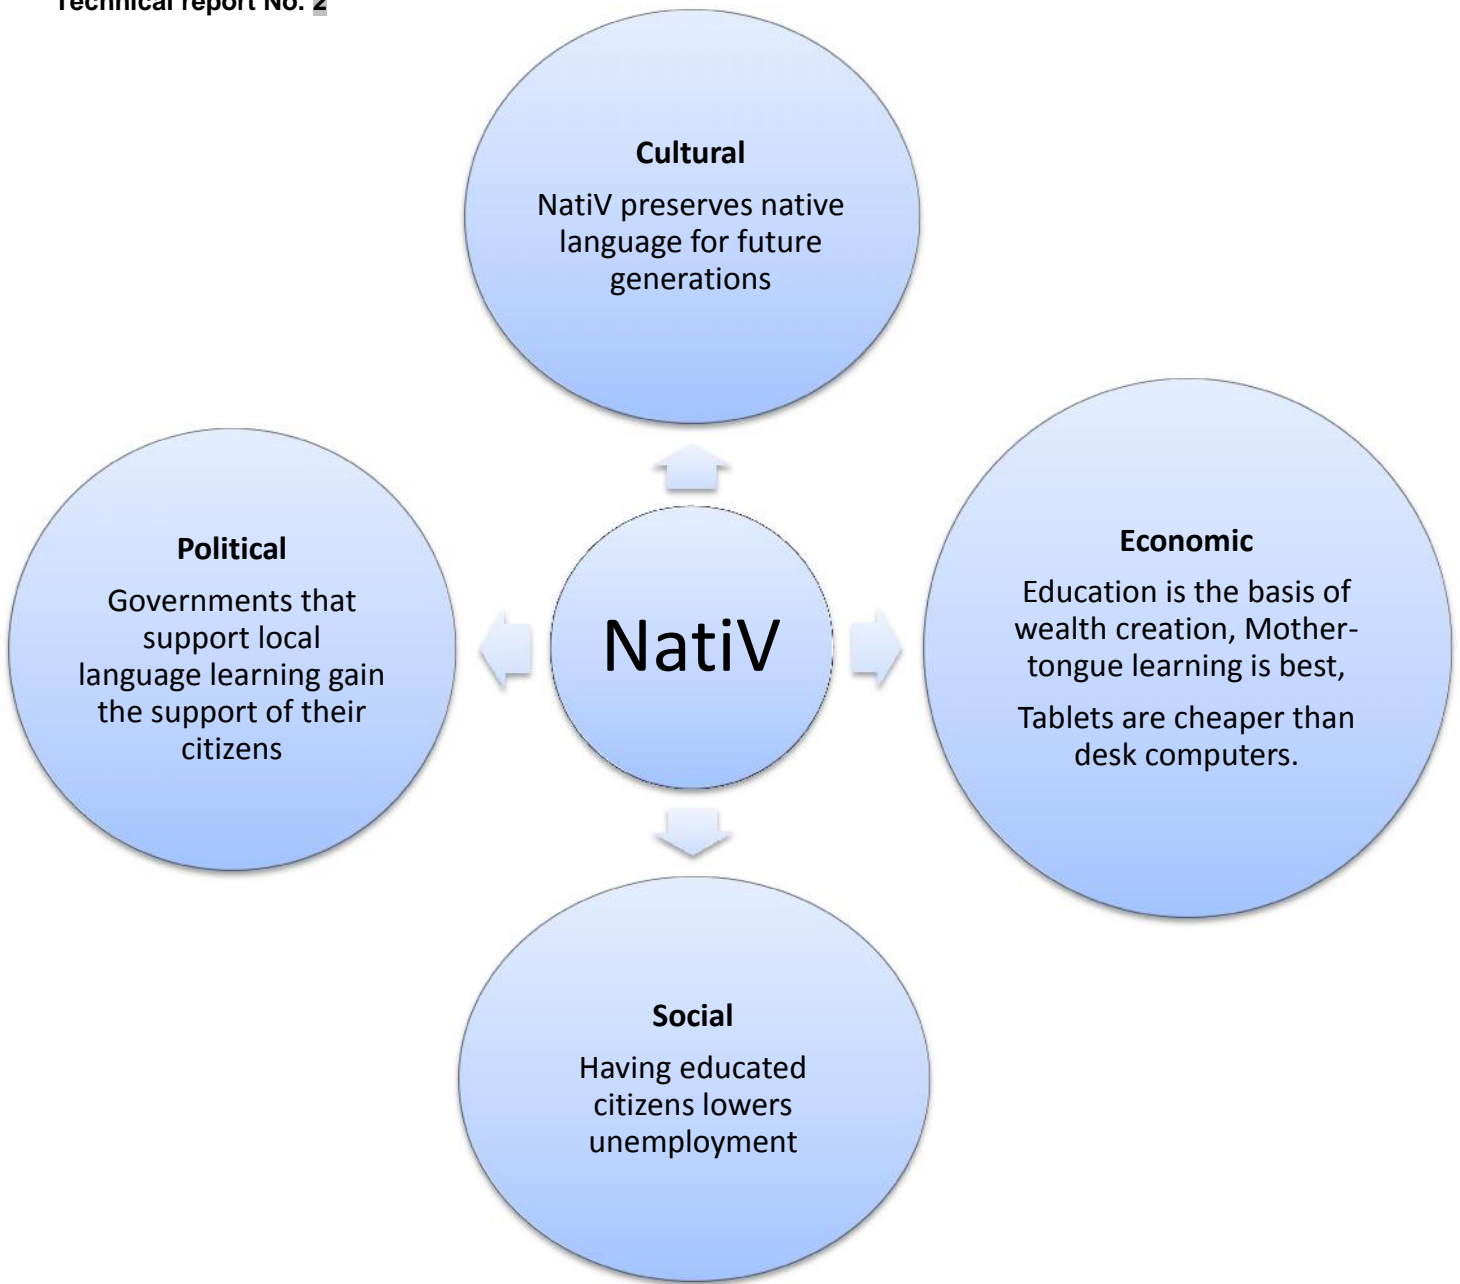 Technical report No. 2
Cultural
NatiV preserves native
language for future
generations
Political
Governments that
support local
language learning gain
the support of their
citizens
NatiV
Economic
Education is the basis of
wealth creation, Mother-
tongue learning is best,
Tablets are cheaper than
desk computers.
Social
Having educated
citizens lowers
unemployment